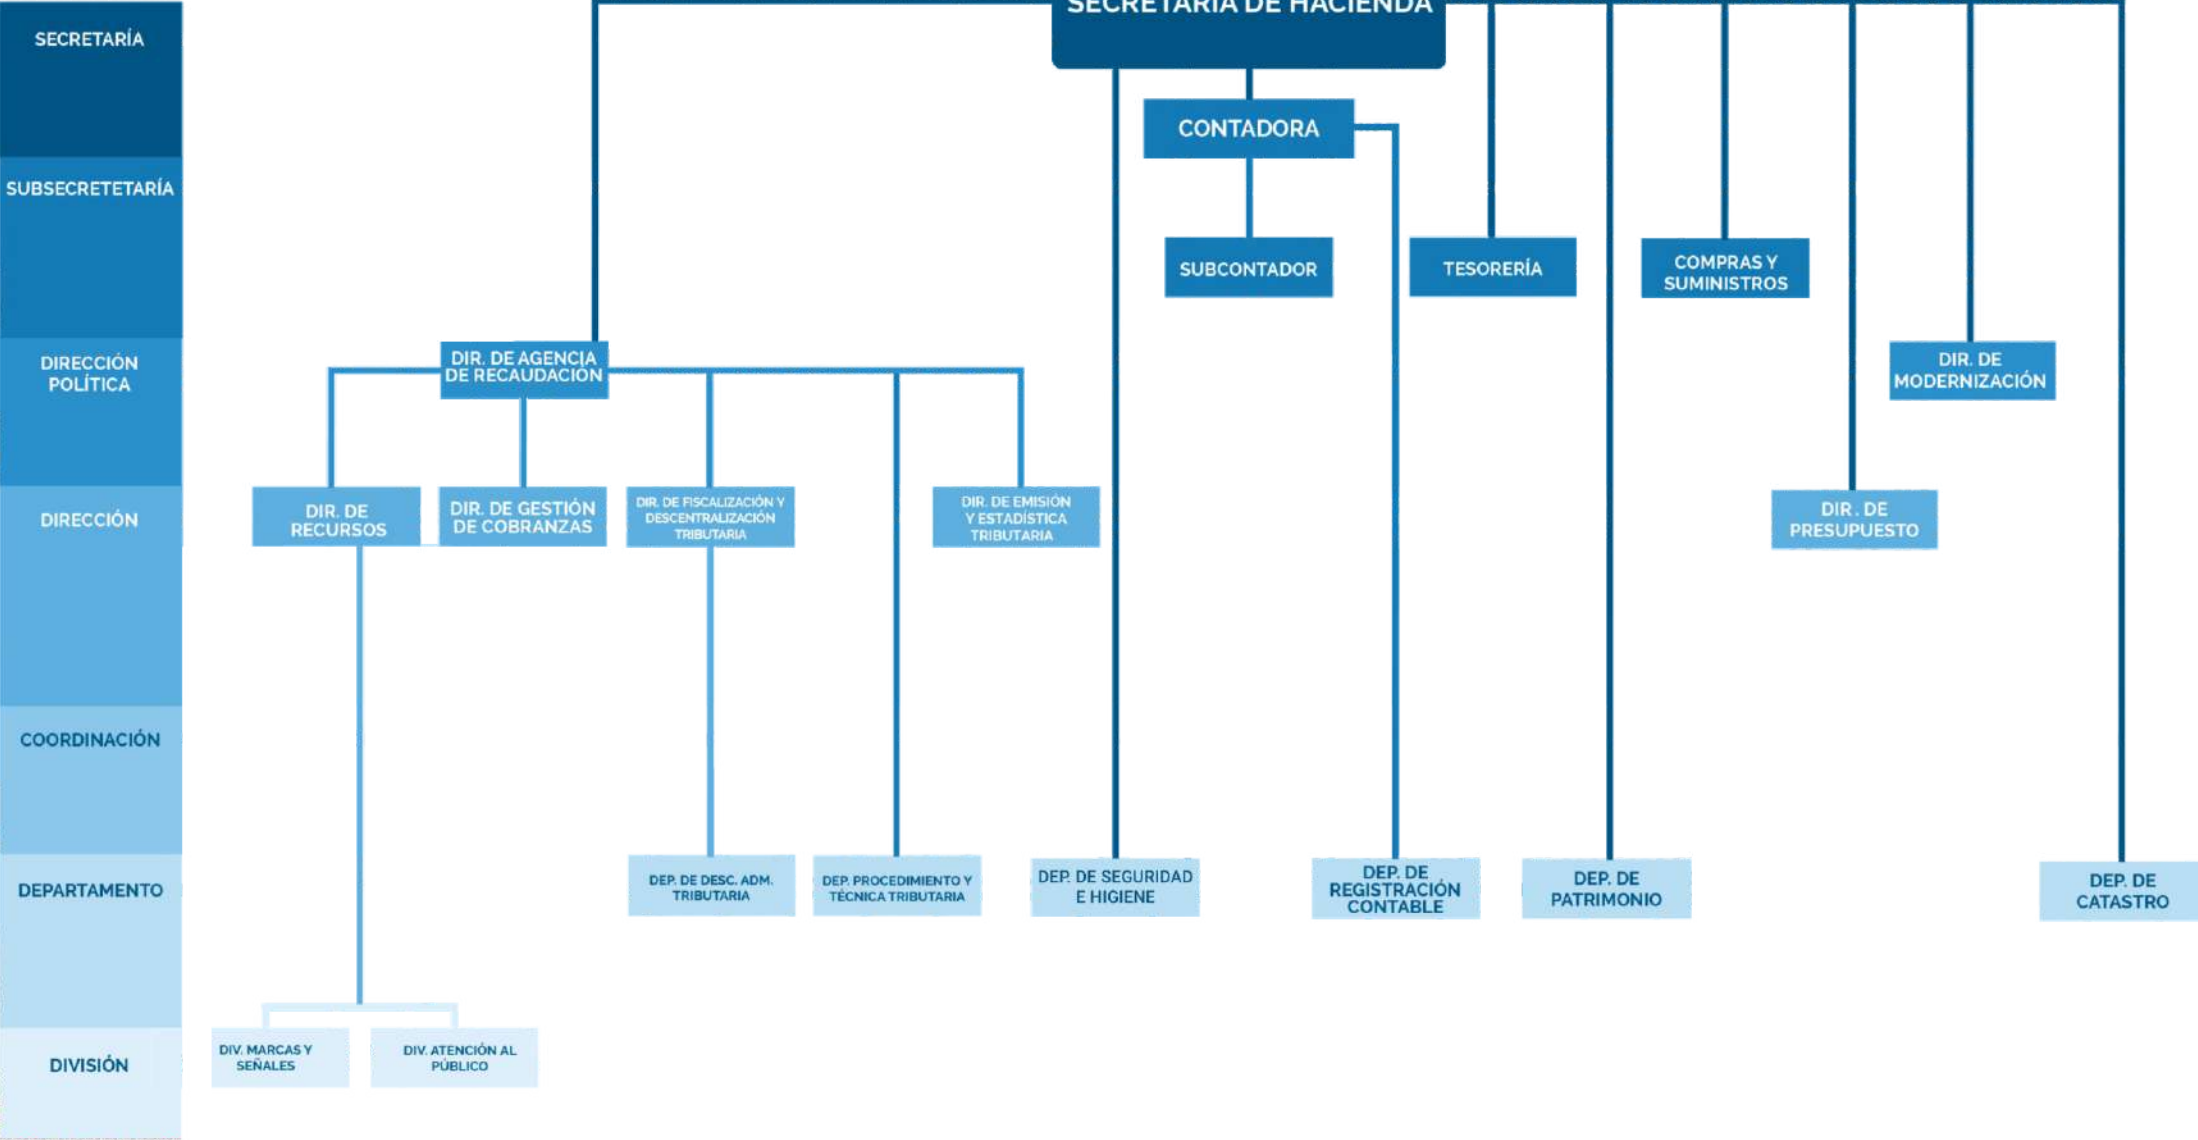 SECRETARÍA DE HACIENDA
SECRETARÍA
CONTADORA
SUBSECRETETARÍA
SUBCONTADOR
TESORERÍA
COMPRAS Y
SUMINISTROS
DIRECCIÓN
POLÍTICA
DIR. DE AGENCIA
DE RECAUDACIÓN
DIR. DE
MODERNIZACIÓN
DIRECCIÓN
DIR. DE
RECURSOS
DIR. DE GESTIÓN
DE COBRANZAS
DIR. DE FISCALIZACIÓN Y
DESCENTRALIZACIÓN
TRIBUTARIA
DIR. DE EMISIÓN
Y ESTADÍSTICA
TRIBUTARIA
DIR. DE
PRESUPUESTO
COORDINACIÓN
DEPARTAMENTO
DEP. DE DESC. ADM.
TRIBUTARIA
DEP. PROCEDIMIENTO Y
TÉCNICA TRIBUTARIA
DEP. DE SEGURIDAD
E HIGIENE
DEP. DE
REGISTRACIÓN
CONTABLE
DEP. DE
PATRIMONIO
DEP. DE
CATASTRO
DIVISIÓN
DIV. MARCAS Y
SEÑALES
DIV. ATENCIÓN AL
PÚBLICO